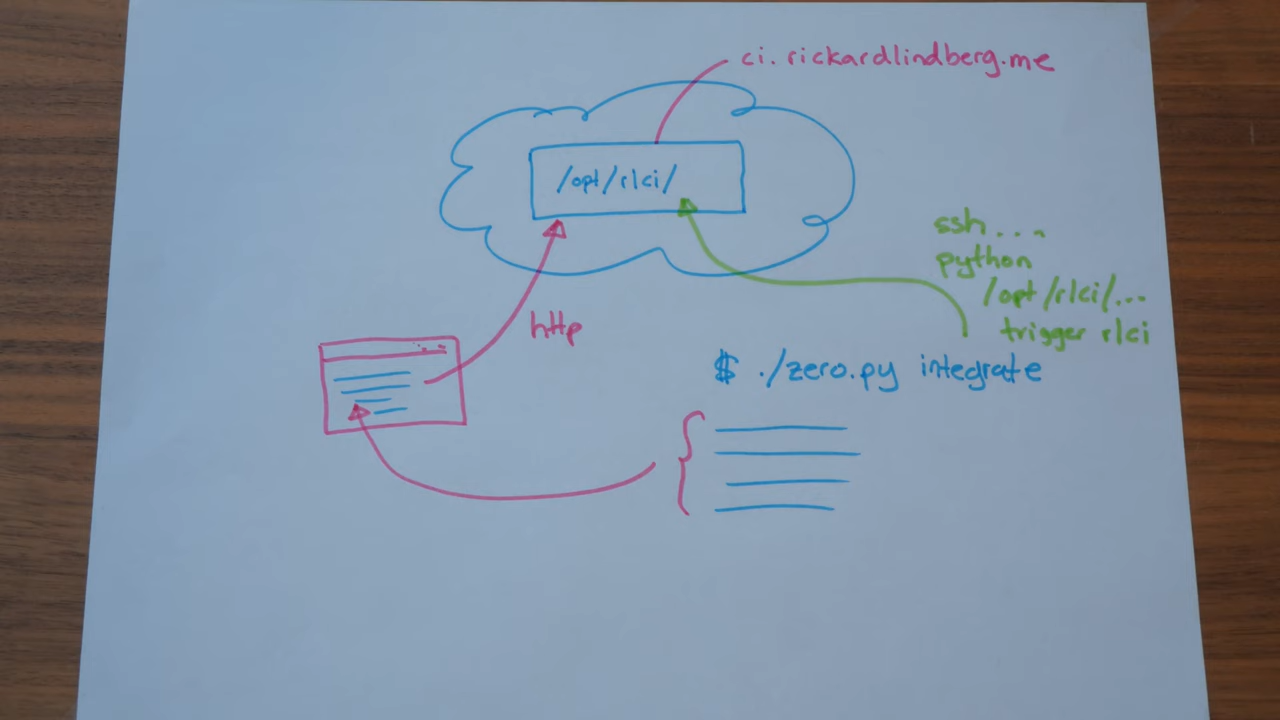 ci.rickardlindberg.me
/opt/rlci/
ssh...
python
/opt/rlci/...
trigger rlci
http
$ ./zero.py integrate